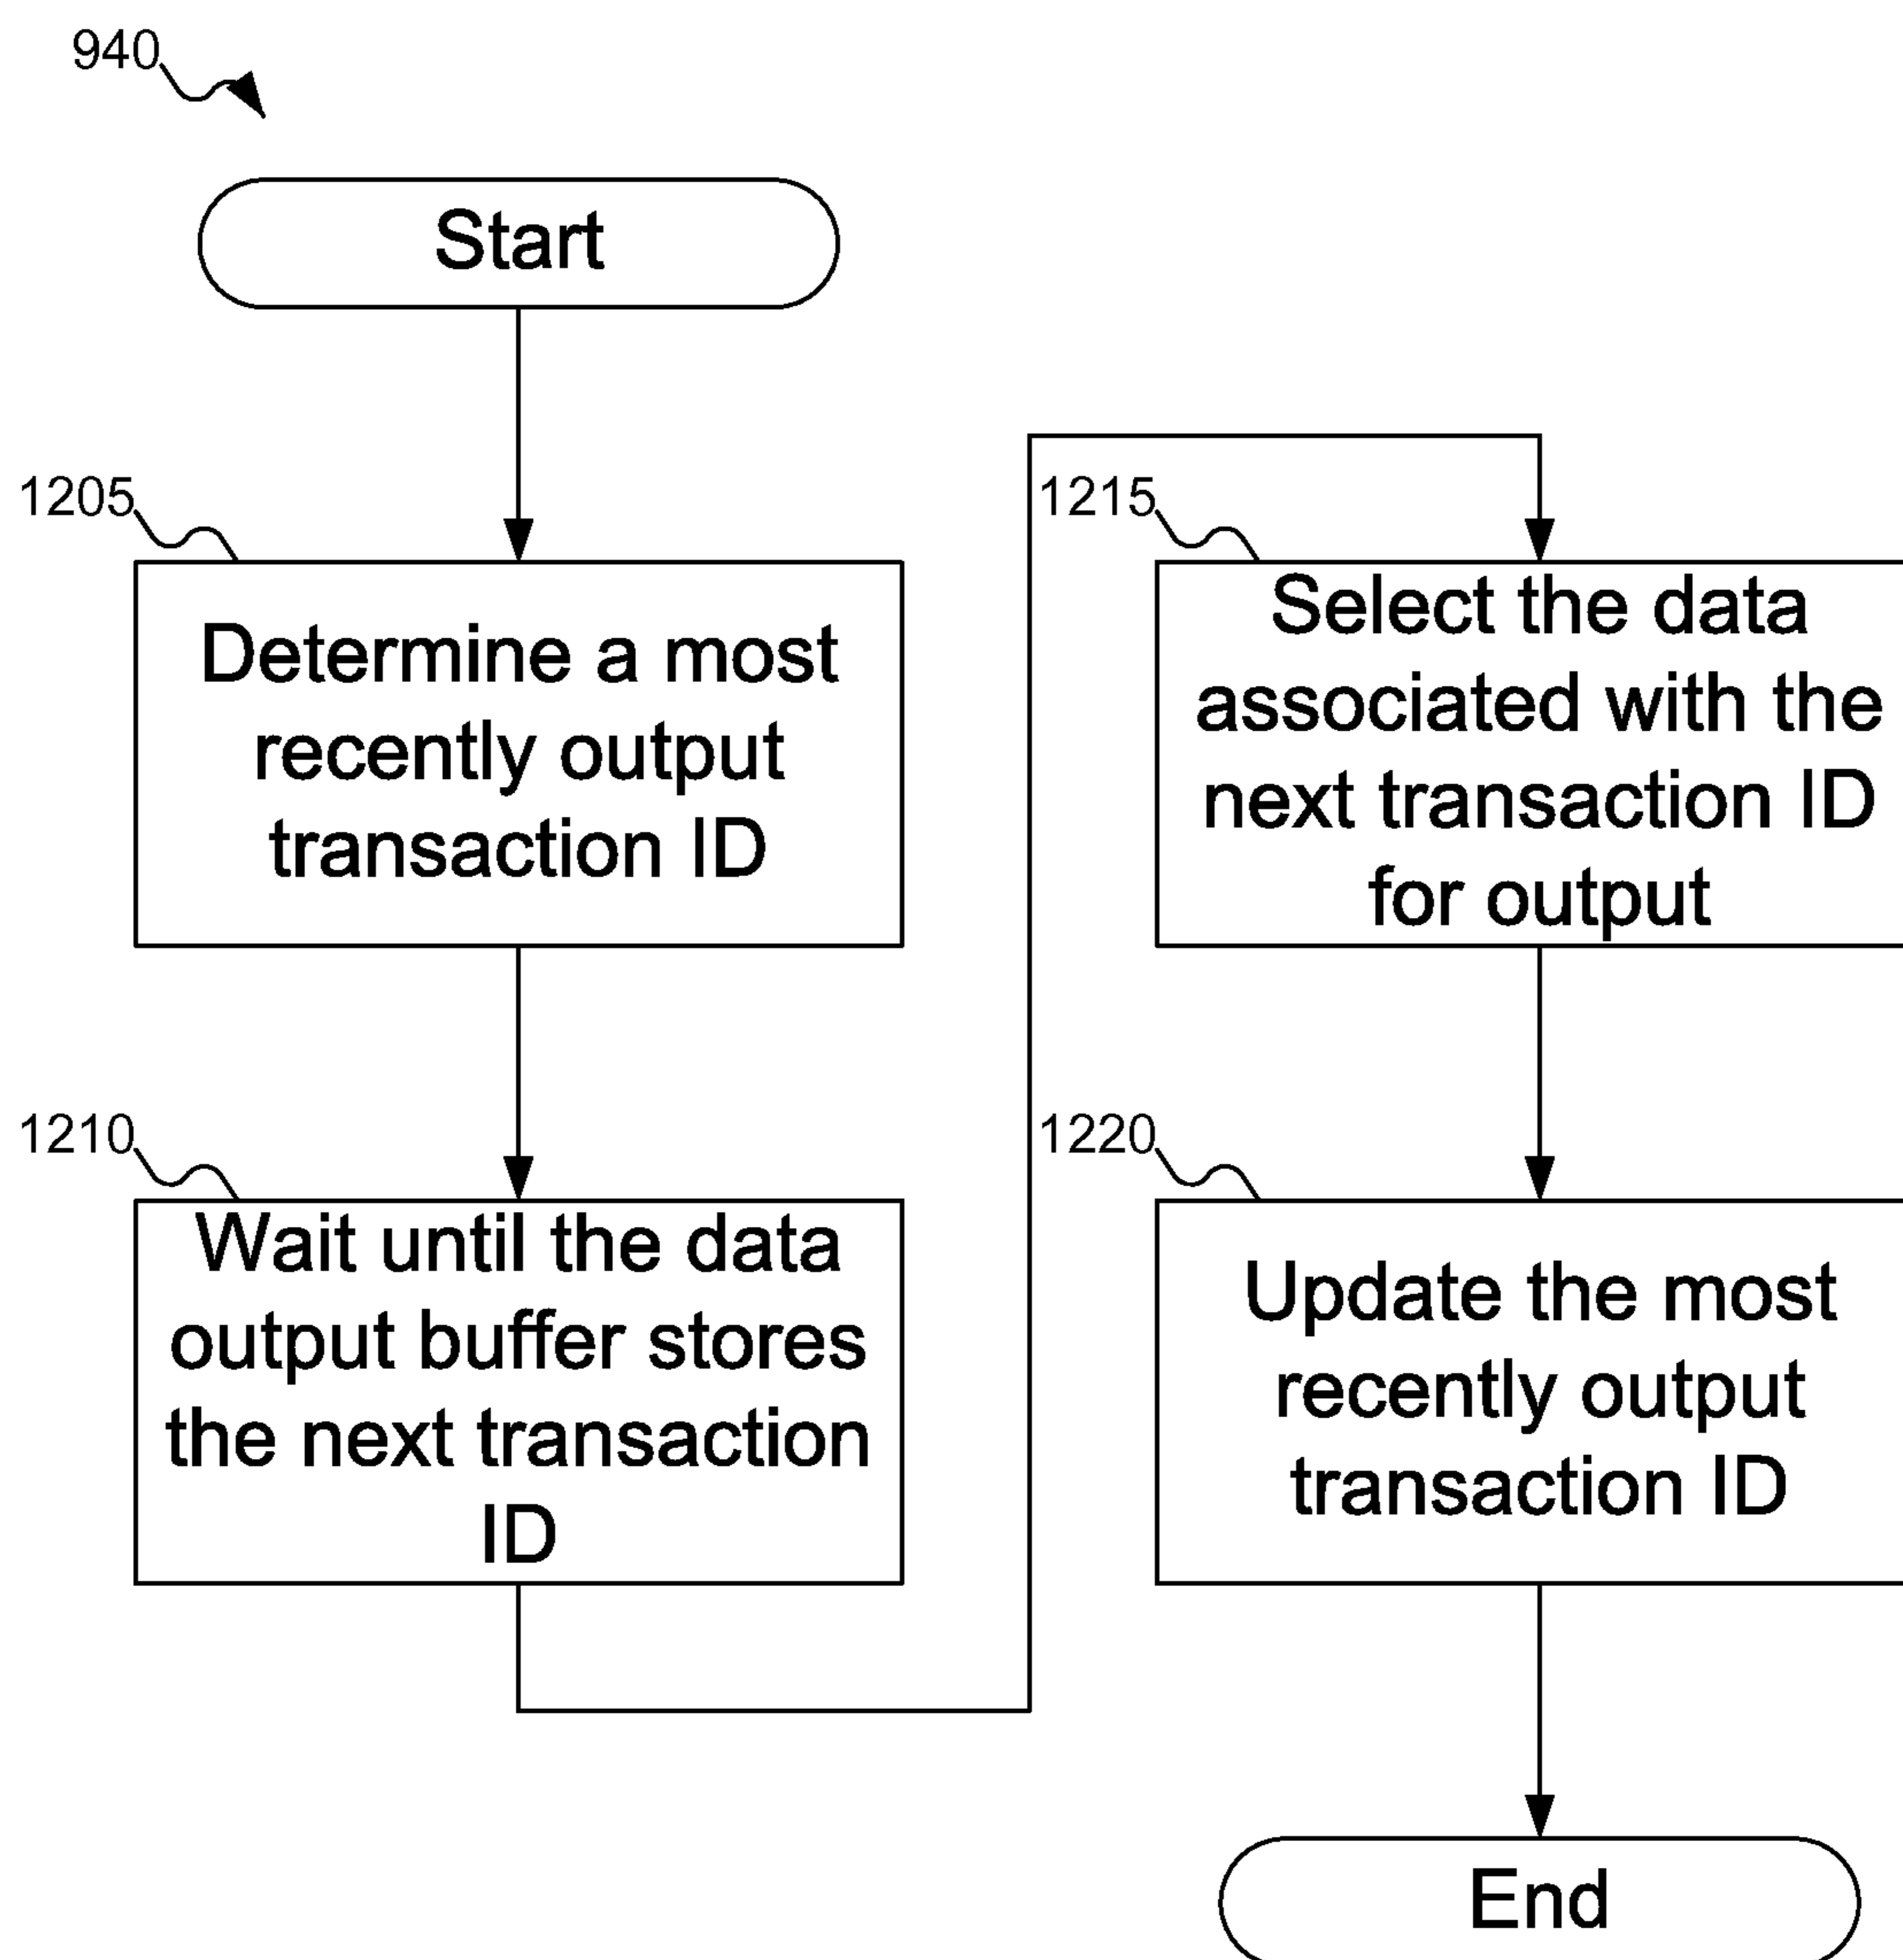 940
Start
1205
Determine a most
recently output
transaction ID
1210
Wait until the data
output buffer stores
the next transaction
ID
1215
Select the data
associated with the
next transaction ID
for output
1220
Update the most
recently output
transaction ID
End